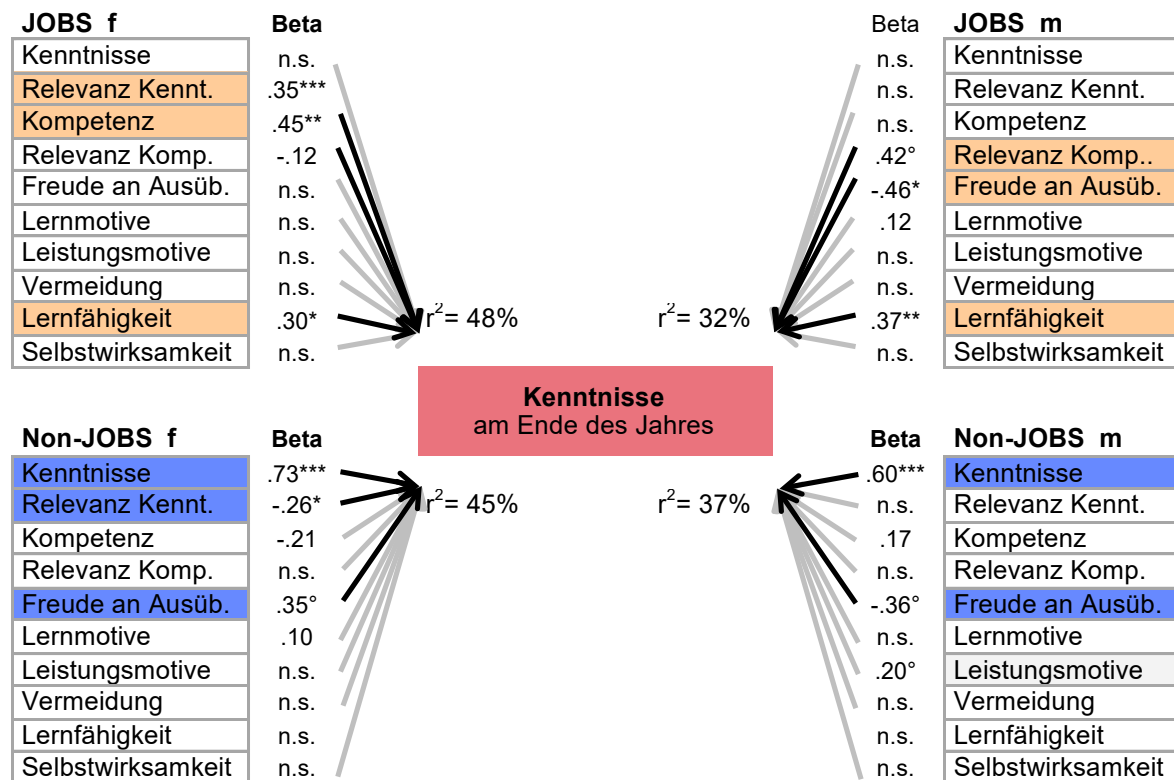 JOBS f Beta
Kenntnisse n.s.
Relevanz Kennt. .35***
Kompetenz .45**
Relevanz Komp. -.12
Freude an Ausüb. n.s.
Lernmotive n.s.
Leistungsmotive n.s.
Vermeidung n.s.
Lernfähigkeit .30*
Selbstwirksamkeit n.s.
r²= 48%
Beta JOBS m
n.s. Kenntnisse
n.s. Relevanz Kennt.
n.s. Kompetenz
.42° Relevanz Komp..
-.46* Freude an Ausüb.
.12 Lernmotive
n.s. Leistungsmotive
n.s. Vermeidung
.37** Lernfähigkeit
n.s. Selbstwirksamkeit
r²= 32%
Kenntnisse
am Ende des Jahres
Non-JOBS f Beta
Kenntnisse .73***
Relevanz Kennt. -.26*
Kompetenz -.21
Relevanz Komp. n.s.
Freude an Ausüb. .35°
Lernmotive .10
Leistungsmotive n.s.
Vermeidung n.s.
Lernfähigkeit n.s.
Selbstwirksamkeit n.s.
r²= 45%
Beta Non-JOBS m
.60*** Kenntnisse
n.s. Relevanz Kennt.
.17 Kompetenz
n.s. Relevanz Komp.
-.36° Freude an Ausüb.
n.s. Lernmotive
.20° Leistungsmotive
n.s. Vermeidung
n.s. Lernfähigkeit
n.s. Selbstwirksamkeit
r²= 37%